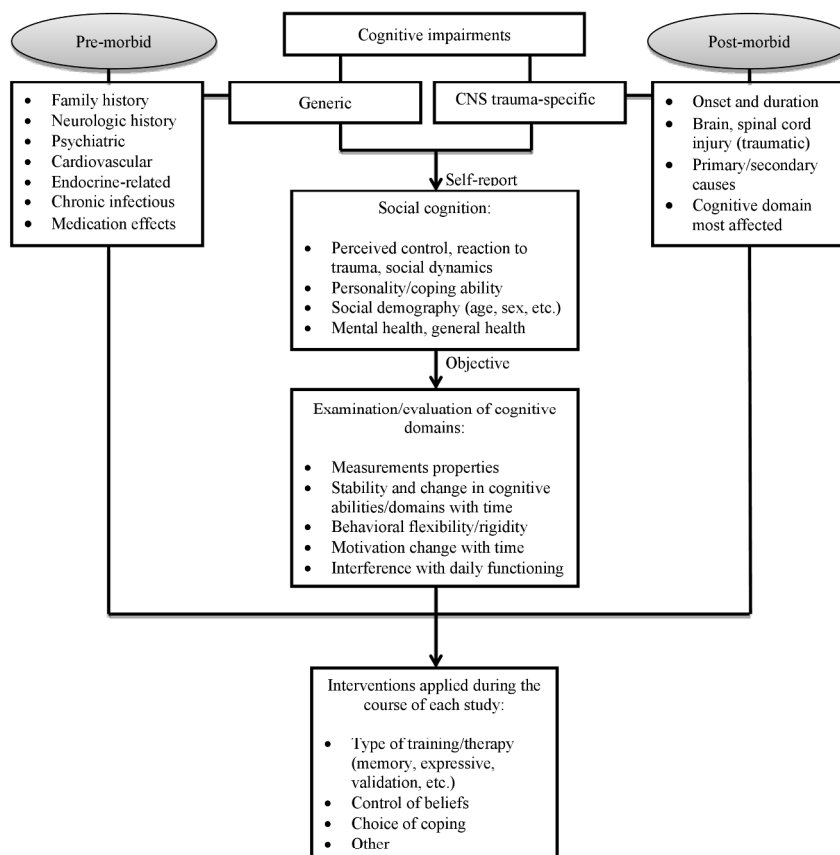 Pre-morbid
Cognitive impairments
Post-morbid
• Family history
• Neurologic history
• Psychiatric
• Cardiovascular
• Endocrine-related
• Chronic infectious
• Medication effects
Generic
CNS trauma-specific
• Onset and duration
• Brain, spinal cord
injury (traumatic)
• Primary/secondary
causes
• Cognitive domain
most affected
Self-report
Social cognition:
• Perceived control, reaction to
trauma, social dynamics
• Personality/coping ability
• Social demography (age, sex, etc.)
• Mental health, general health
Objective
Examination/evaluation of cognitive
domains:
• Measurements properties
• Stability and change in cognitive
abilities/domains with time
• Behavioral flexibility/rigidity
• Motivation change with time
• Interference with daily functioning
Interventions applied during the
course of each study:
• Type of training/therapy
(memory, expressive,
validation, etc.)
• Control of beliefs
• Choice of coping
• Other